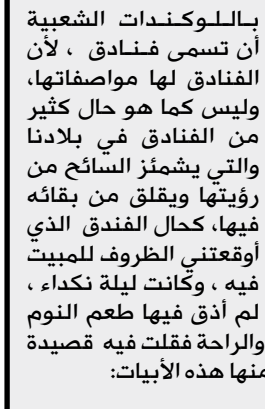 بـالـلـوكـنـدات الشعبية
أن تسمى فـنـادق ، لأن
الفنادق لها مواصفاتها،
وليس كما هو حال كثير
من الفنادق في بلادنا
والتي يشمئز السائح من
رؤيتها ويقلق من بقائه
فيها، كحال الفندق الذي
أوقعتني الظروف للمبيت
فيه ، وكانت ليلة نكداء ،
لم أذق فيها طعم النوم
والراحة فقلت فيه قصيدة
منها هذه الأبيات: